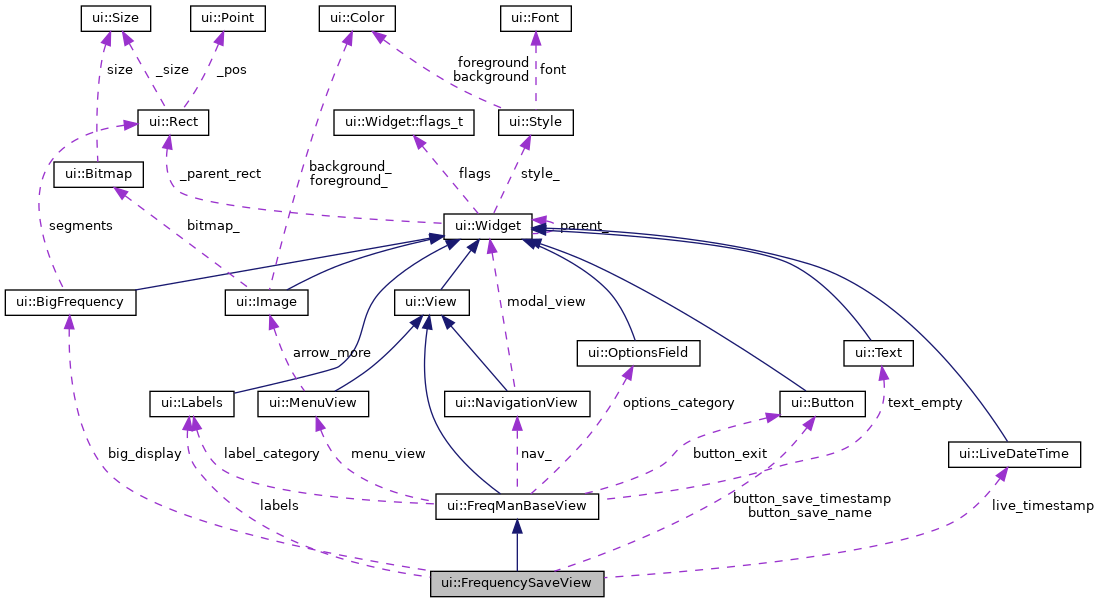 ui::Size
ui::Point
ui::Color
ui::Font
size
_size
_pos
foreground
background
font
ui::Rect
ui::Widget::flags_t
ui::Style
ui::Bitmap
_parent_rect
background_
foreground_
flags
style_
segments
bitmap_
ui::Widget
parent_
ui::BigFrequency
ui::Image
ui::View
modal_view
arrow_more
ui::OptionsField
ui::Text
ui::Labels
ui::MenuView
ui::NavigationView
options_category
ui::Button
text_empty
big_display
label_category
menu_view
nav_
button_exit
ui::LiveDateTime
labels
ui::FreqManBaseView
button_save_timestamp
button_save_name
live_timestamp
ui::FrequencySaveView